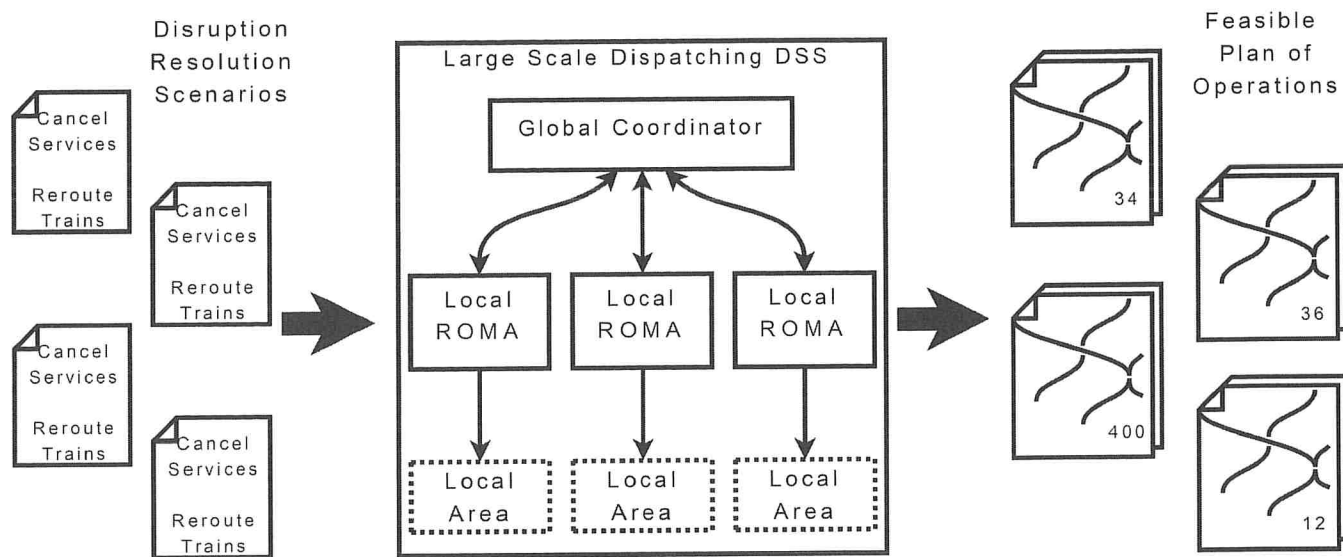 Disruption
Resolution
Scenarios
Cancel
Services
Reroute
Trains
Cancel
Services
Reroute
Trains
Cancel
Services
Reroute
Trains
Cancel
Services
Reroute
Trains
Large Scale Dispatching DSS
Global Coordinator
Local
ROMA
Local
ROMA
Local
ROMA
Local
Area
Local
Area
Local
Area
Feasible
Plan of
Operations
34
36
400
12